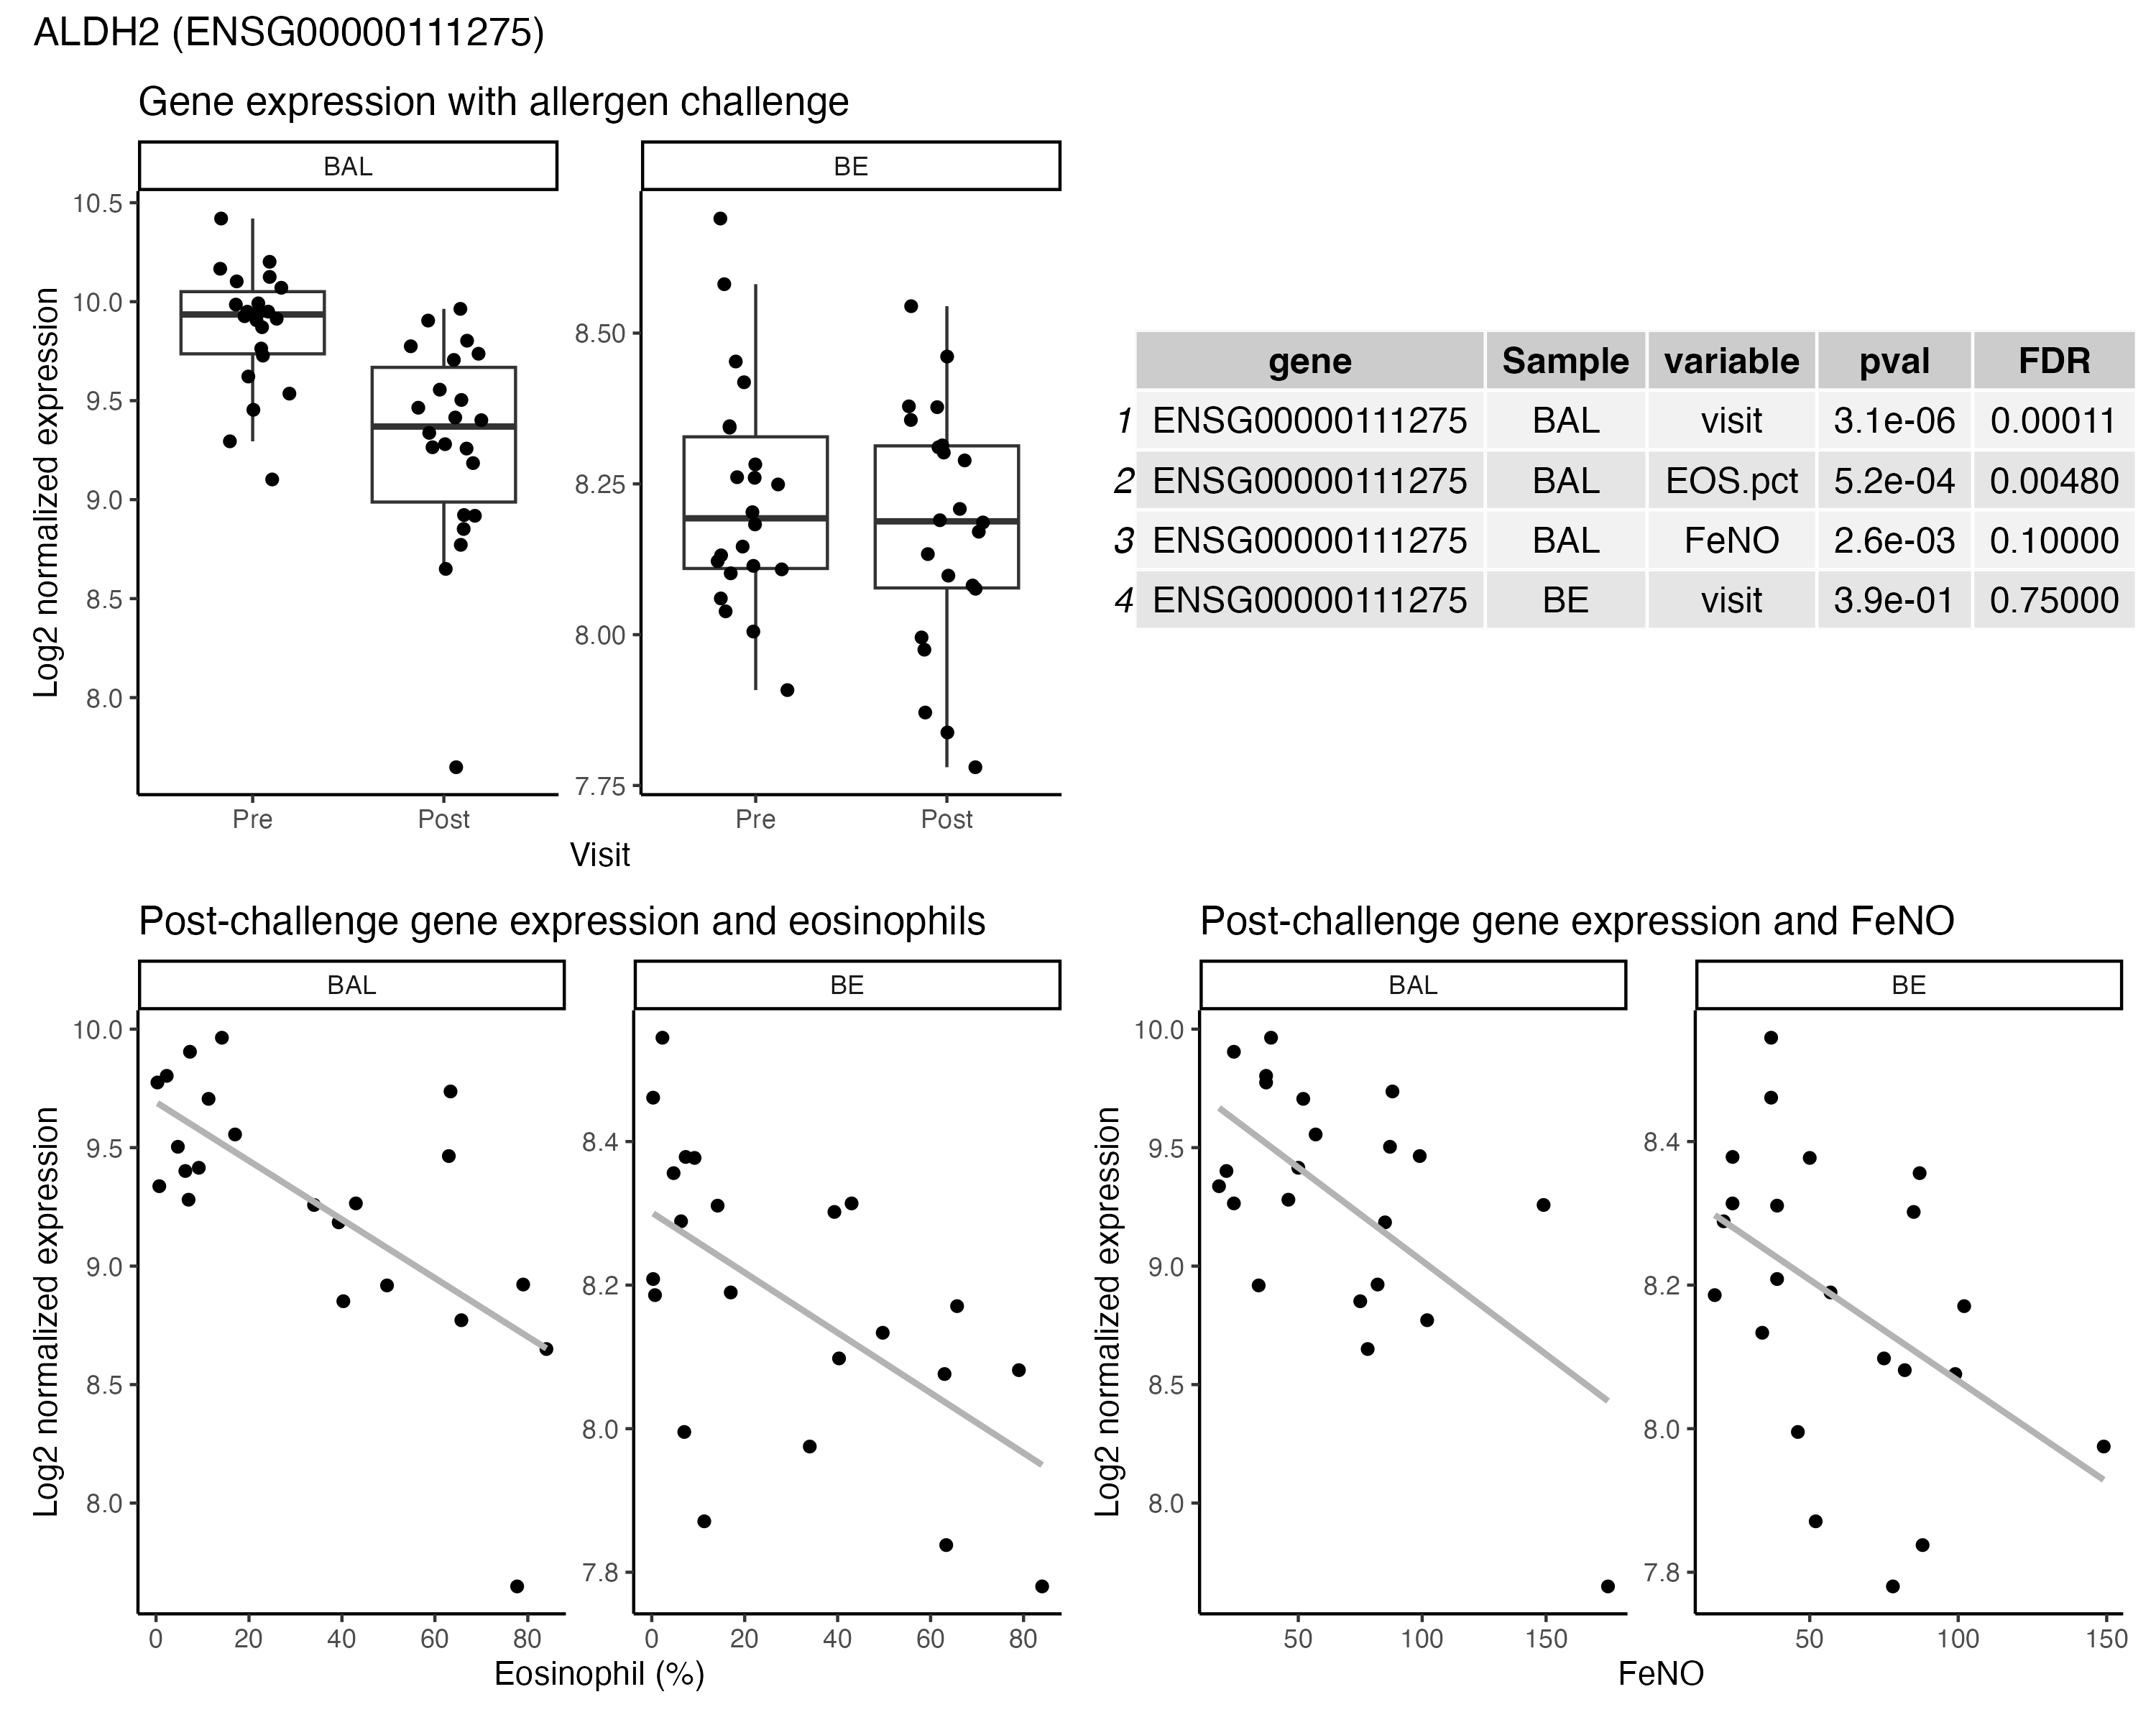 ALDH2 (ENSG00000111275)
Gene expression with allergen challenge
BAL
BE
Log2 normalized expression
10.5
10.0
9.5
9.0
8.5
8.0
8.50
8.25
8.00
7.75
Pre
Post
Pre
Post
Visit
gene Sample variable pval FDR
1 ENSG00000111275 BAL visit 3.1e-06 0.00011
2 ENSG00000111275 BAL EOS.pct 5.2e-04 0.00480
3 ENSG00000111275 BAL FeNO 2.6e-03 0.10000
4 ENSG00000111275 BE visit 3.9e-01 0.75000
Post-challenge gene expression and eosinophils
BAL
BE
Log2 normalized expression
10.0
9.5
9.0
8.5
8.0
8.4
8.2
8.0
7.8
0 20 40 60 80
0 20 40 60 80
Eosinophil (%)
Post-challenge gene expression and FeNO
BAL
BE
Log2 normalized expression
10.0
9.5
9.0
8.5
8.0
8.4
8.2
8.0
7.8
50 100 150
50 100 150
FeNO